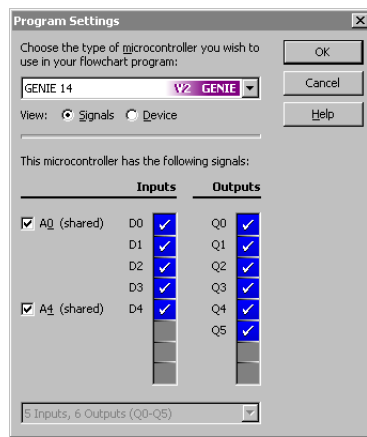 Program Settings
Choose the type of microcontroller you wish to
use in your flowchart program:
OK
GENIE 14 V2 GENIE
Cancel
View: Signals Device
Help
This microcontroller has the following signals:
Inputs Outputs
A0 (shared) D0 Q0
D1 Q1
D2 Q2
D3 Q3
A4 (shared) D4 Q4
Q5
5 Inputs, 6 Outputs (Q0-Q5)